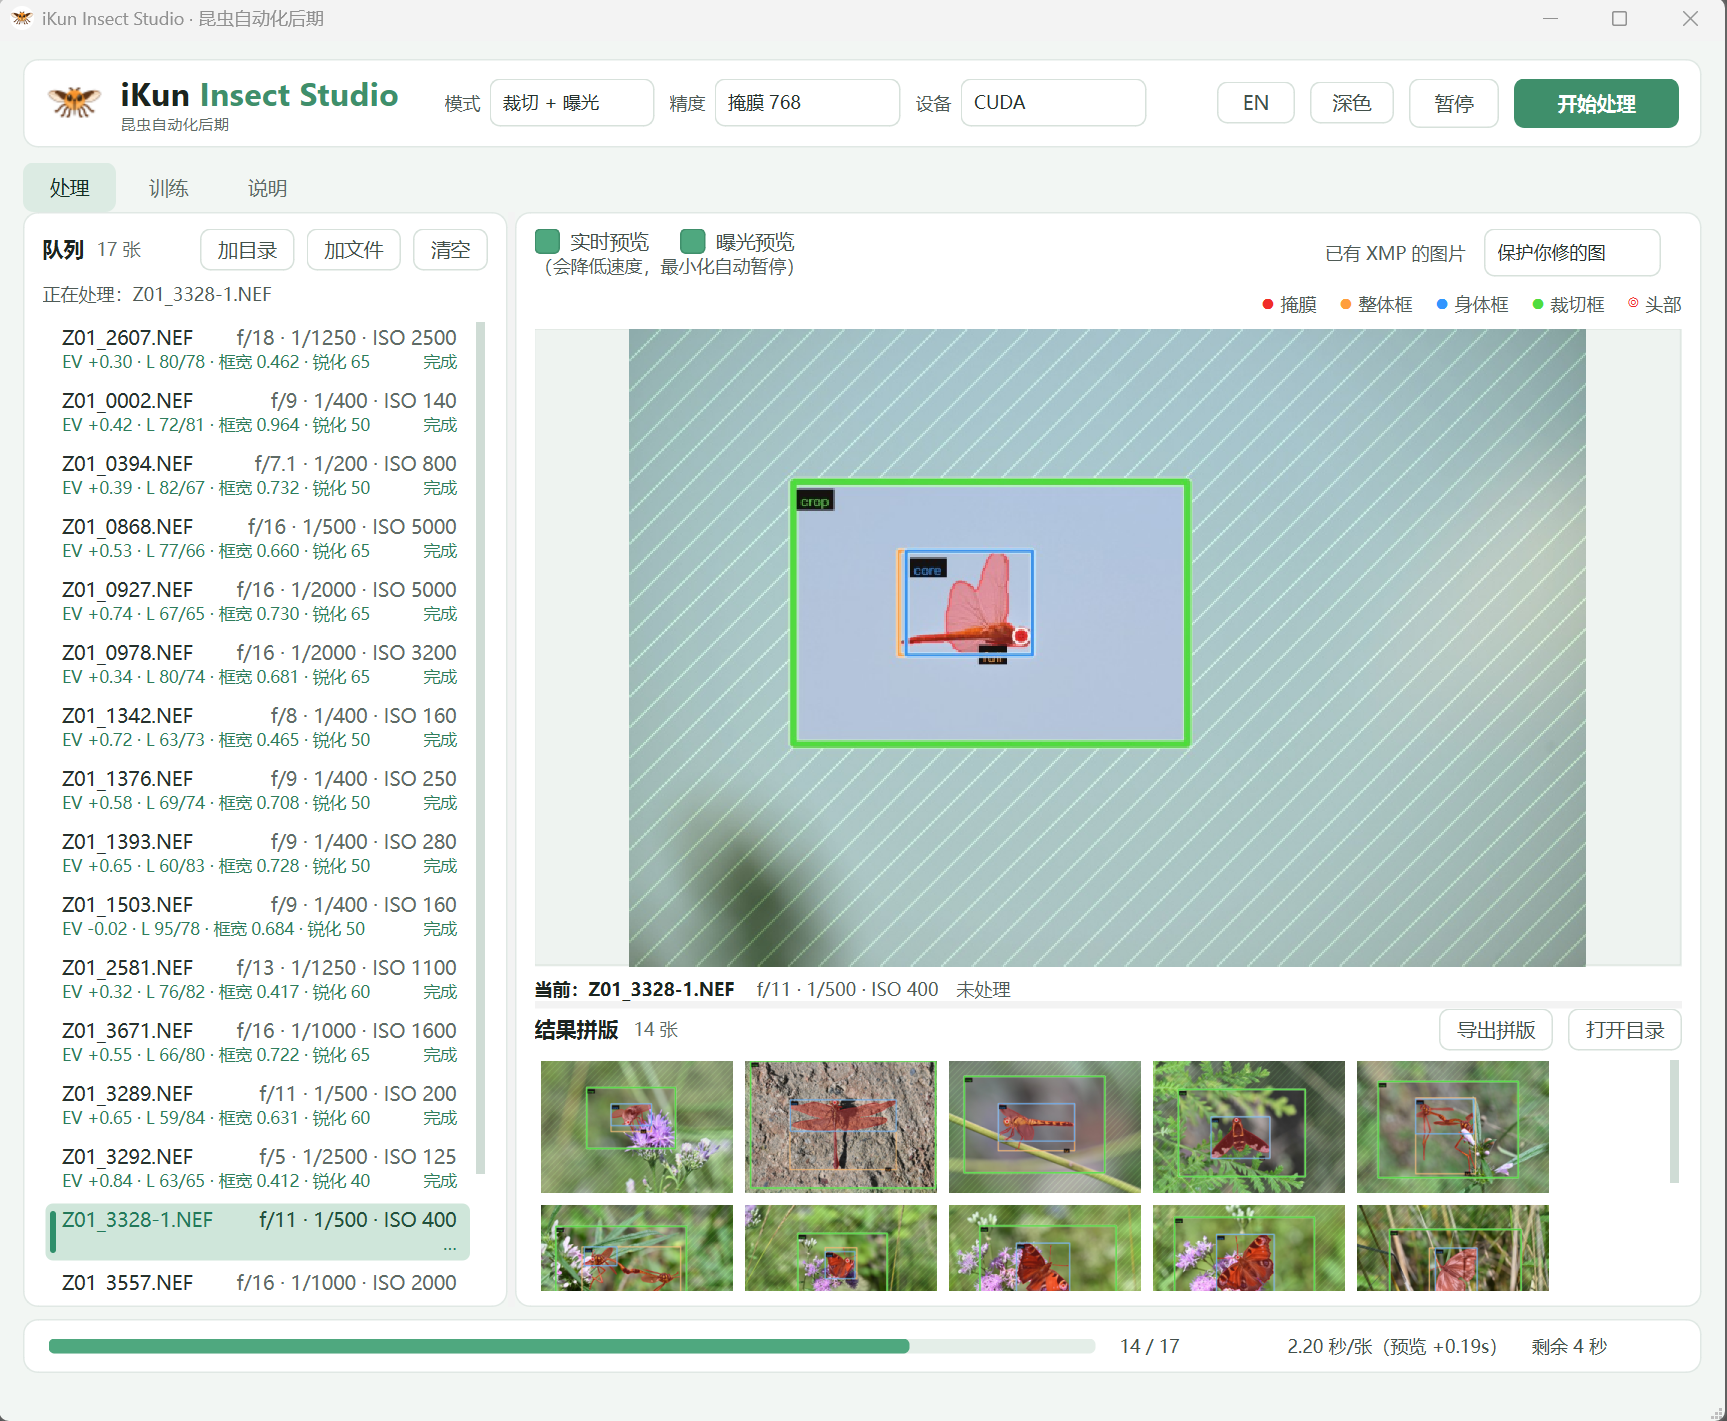 iKun Insect Studio · 昆虫自动化后期
iKun Insect Studio
昆虫自动化后期
模式 裁切 + 曝光 精度 掩膜 768 设备 CUDA EN 深色 暂停 开始处理
处理 训练 说明
队列 17 张 加目录 加文件 清空
正在处理：Z01_3328-1.NEF
Z01_2607.NEF f/18 · 1/1250 · ISO 2500
EV +0.30 · L 80/78 · 框宽 0.462 · 锐化 65 完成
Z01_0002.NEF f/9 · 1/400 · ISO 140
EV +0.42 · L 72/81 · 框宽 0.964 · 锐化 50 完成
Z01_0394.NEF f/7.1 · 1/200 · ISO 800
EV +0.39 · L 82/67 · 框宽 0.732 · 锐化 50 完成
Z01_0868.NEF f/16 · 1/500 · ISO 5000
EV +0.53 · L 77/66 · 框宽 0.660 · 锐化 65 完成
Z01_0927.NEF f/16 · 1/2000 · ISO 5000
EV +0.74 · L 67/65 · 框宽 0.730 · 锐化 65 完成
Z01_0978.NEF f/16 · 1/2000 · ISO 3200
EV +0.34 · L 80/74 · 框宽 0.681 · 锐化 65 完成
Z01_1342.NEF f/8 · 1/400 · ISO 160
EV +0.72 · L 63/73 · 框宽 0.465 · 锐化 50 完成
Z01_1376.NEF f/9 · 1/400 · ISO 250
EV +0.58 · L 69/74 · 框宽 0.708 · 锐化 50 完成
Z01_1393.NEF f/9 · 1/400 · ISO 280
EV +0.65 · L 60/83 · 框宽 0.728 · 锐化 50 完成
Z01_1503.NEF f/9 · 1/400 · ISO 160
EV -0.02 · L 95/78 · 框宽 0.684 · 锐化 50 完成
Z01_2581.NEF f/13 · 1/1250 · ISO 1100
EV +0.32 · L 76/82 · 框宽 0.417 · 锐化 60 完成
Z01_3671.NEF f/16 · 1/1000 · ISO 1600
EV +0.55 · L 66/80 · 框宽 0.722 · 锐化 65 完成
Z01_3289.NEF f/11 · 1/500 · ISO 200
EV +0.65 · L 59/84 · 框宽 0.631 · 锐化 60 完成
Z01_3292.NEF f/5 · 1/2500 · ISO 125
EV +0.84 · L 63/65 · 框宽 0.412 · 锐化 40 完成
Z01_3328-1.NEF f/11 · 1/500 · ISO 400
...
Z01_3557.NEF f/16 · 1/1000 · ISO 2000
实时预览 曝光预览
（会降低速度，最小化自动暂停）
已有 XMP 的图片 保护你修的图
掩膜 整体框 身体框 裁切框 头部
crop
core
当前：Z01_3328-1.NEF f/11 · 1/500 · ISO 400 未处理
结果拼版 14 张 导出拼版 打开目录
14 / 17 2.20 秒/张（预览 +0.19s） 剩余 4 秒